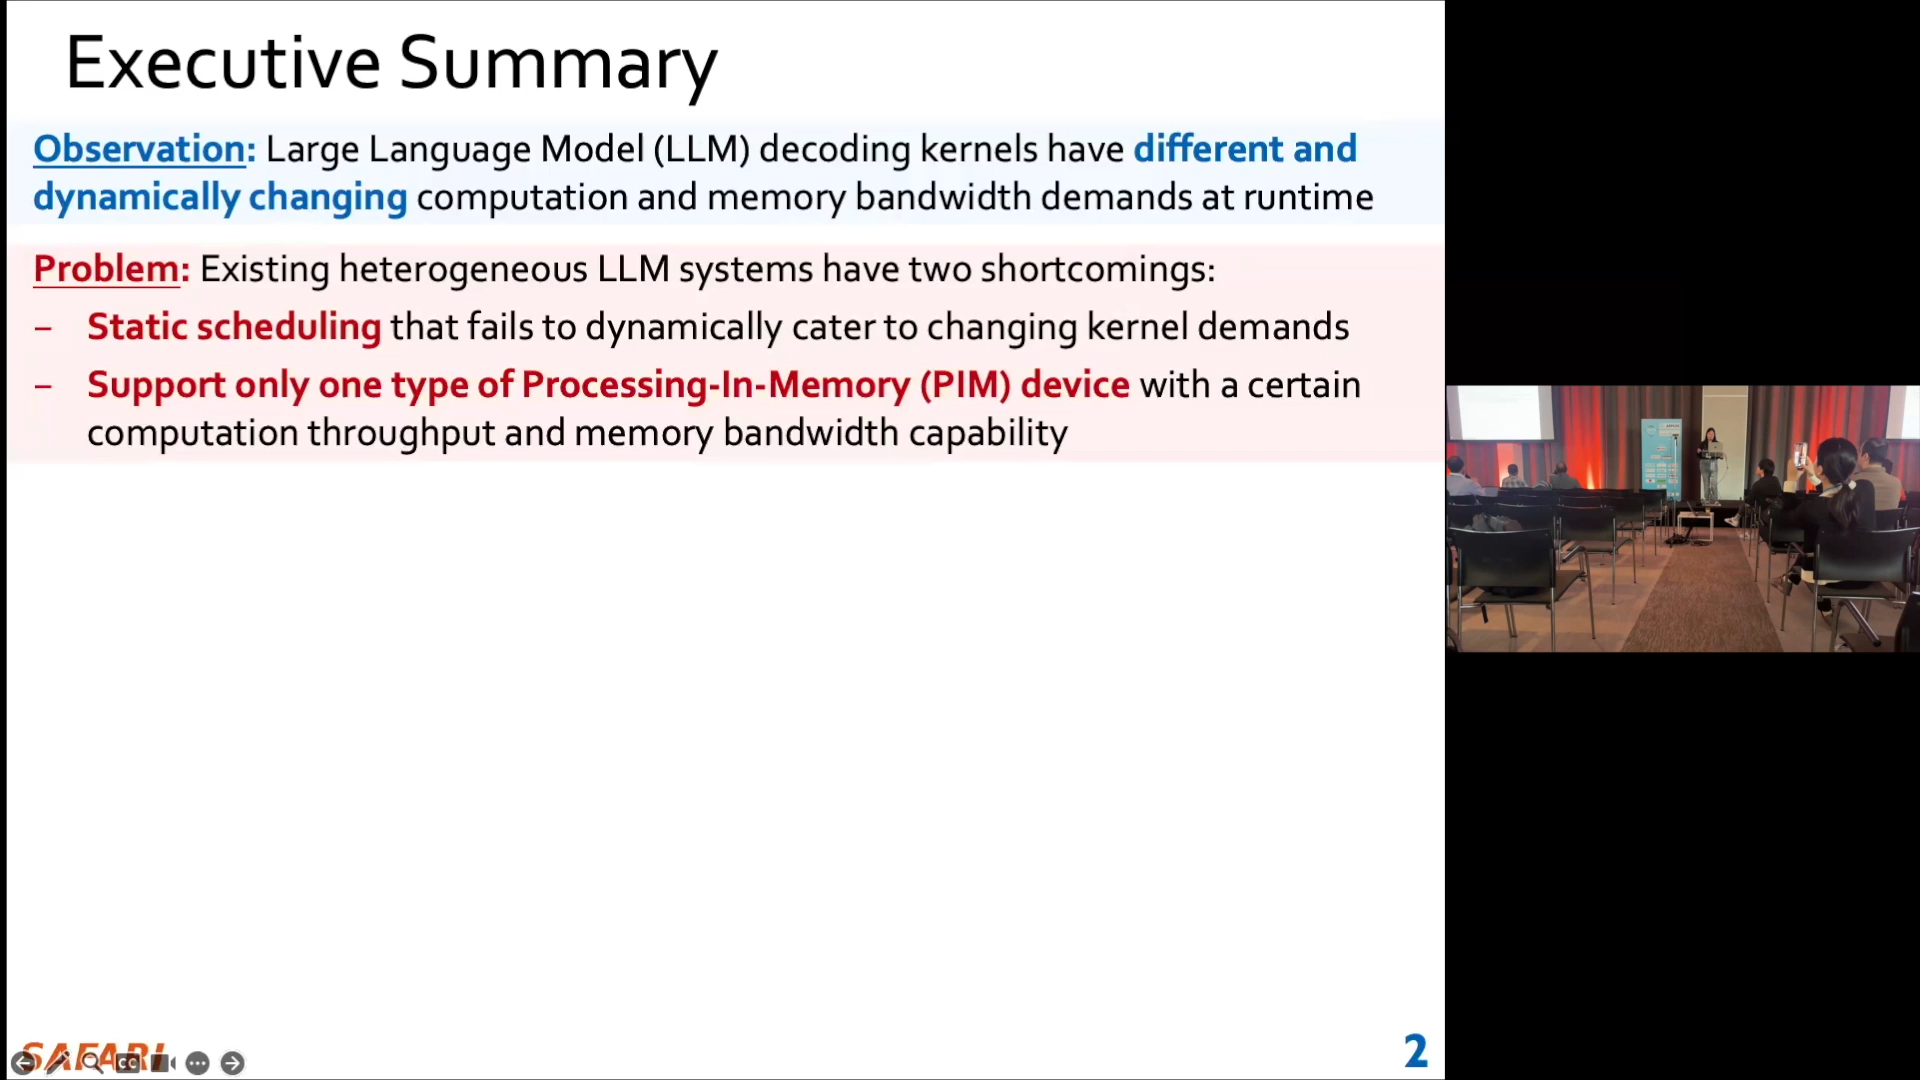 Executive Summary
Observation: Large Language Model (LLM) decoding kernels have different and
dynamically changing computation and memory bandwidth demands at runtime
Problem: Existing heterogeneous LLM systems have two shortcomings:
– Static scheduling that fails to dynamically cater to changing kernel demands
– Support only one type of Processing-In-Memory (PIM) device with a certain
computation throughput and memory bandwidth capability
SAFARI
CC
2